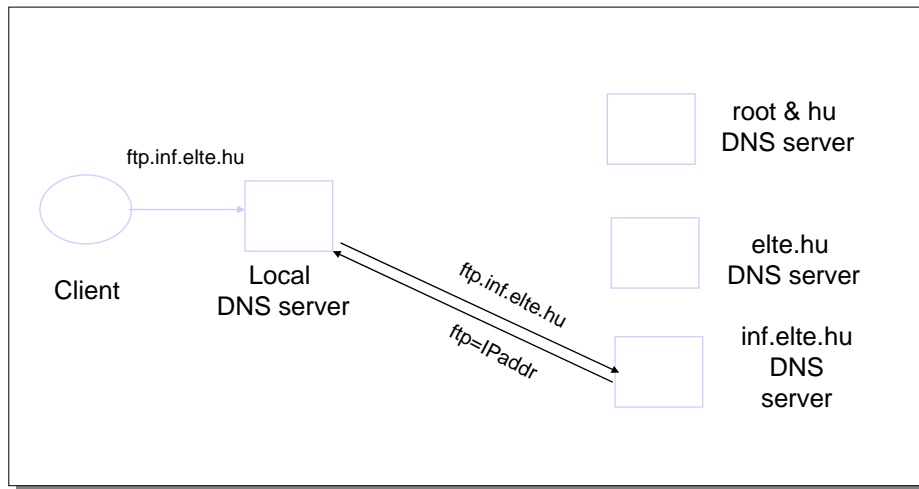 root & hu
DNS server
ftp.inf.elte.hu
Client
Local
DNS server
elte.hu
DNS server
ftp.inf.elte.hu
ftp=IPaddr
inf.elte.hu
DNS
server